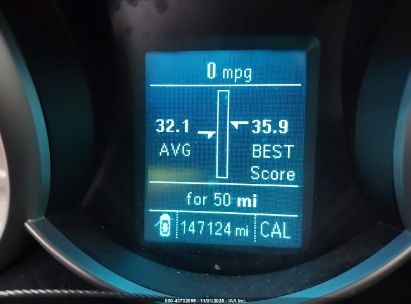 0 mpg
32.1
35.9
AVG
BEST
Score
for 50 mi
147124 mi
CAL